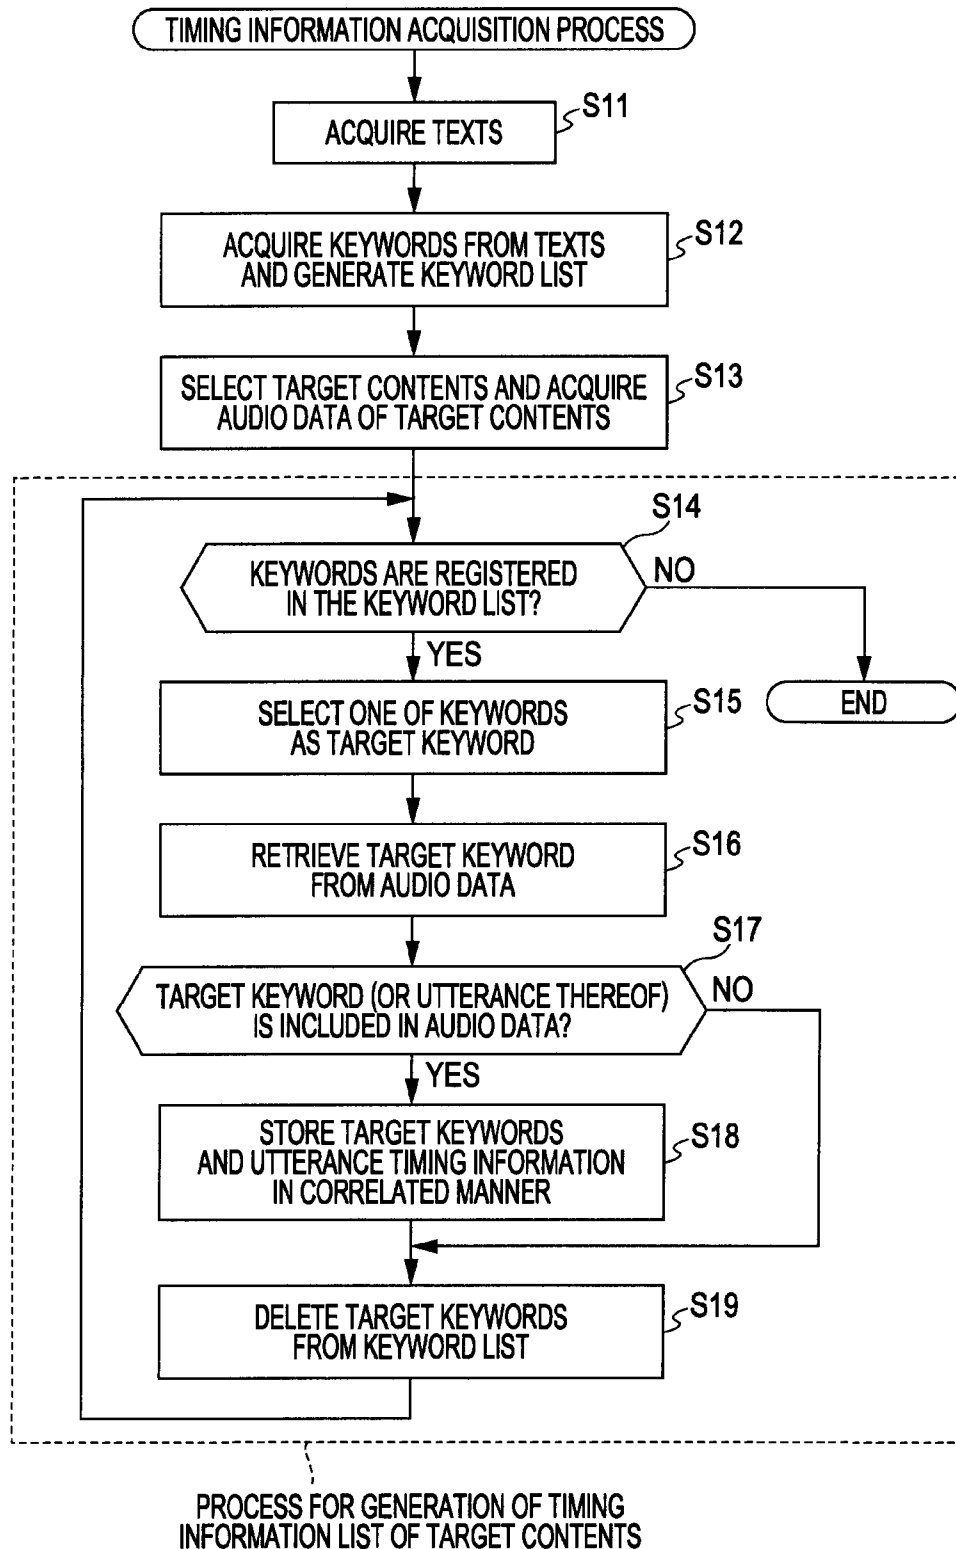 TIMING INFORMATION ACQUISITION PROCESS
S11
ACQUIRE TEXTS
S12
ACQUIRE KEYWORDS FROM TEXTS
AND GENERATE KEYWORD LIST
S13
SELECT TARGET CONTENTS AND ACQUIRE
AUDIO DATA OF TARGET CONTENTS
S14
KEYWORDS ARE REGISTERED
IN THE KEYWORD LIST?
NO
YES
S15
SELECT ONE OF KEYWORDS
AS TARGET KEYWORD
END
S16
RETRIEVE TARGET KEYWORD
FROM AUDIO DATA
S17
TARGET KEYWORD (OR UTTERANCE THEREOF)
IS INCLUDED IN AUDIO DATA?
NO
YES
S18
STORE TARGET KEYWORDS
AND UTTERANCE TIMING INFORMATION
IN CORRELATED MANNER
S19
DELETE TARGET KEYWORDS
FROM KEYWORD LIST
PROCESS FOR GENERATION OF TIMING
INFORMATION LIST OF TARGET CONTENTS